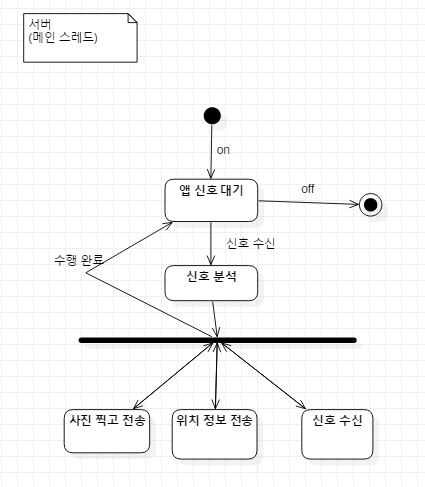 서버
(메인 스레드)
on
앱 신호 대기
off
신호 수신
수행 완료
신호 분석
사진 찍고 전송
위치 정보 전송
신호 수신